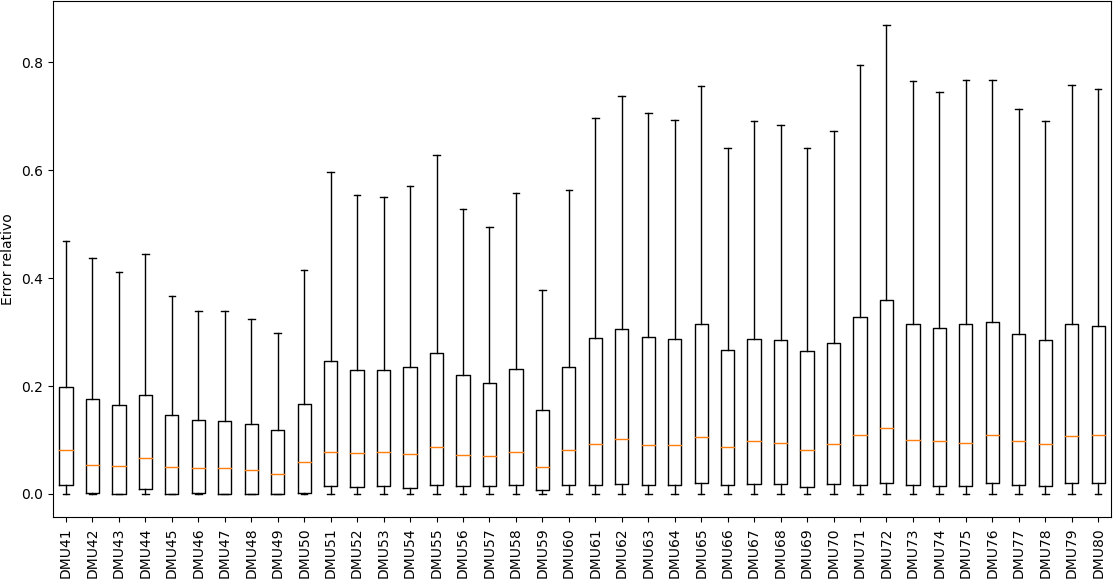 Error relativo
0.8
0.6
0.4
0.2
0.0
DMU41 DMU42 DMU43 DMU44 DMU45 DMU46 DMU47 DMU48 DMU49 DMU50 DMU51 DMU52 DMU53 DMU54 DMU55 DMU56 DMU57 DMU58 DMU59 DMU60 DMU61 DMU62 DMU63 DMU64 DMU65 DMU66 DMU67 DMU68 DMU69 DMU70 DMU71 DMU72 DMU73 DMU74 DMU75 DMU76 DMU77 DMU78 DMU79 DMU80